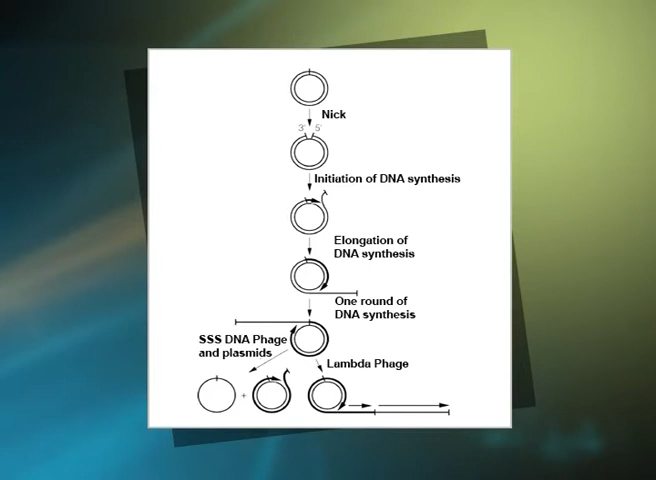 Nick
3' 5'
Initiation of DNA synthesis
Elongation of
DNA synthesis
One round of
DNA synthesis
SSS DNA Phage
and plasmids
Lambda Phage
+